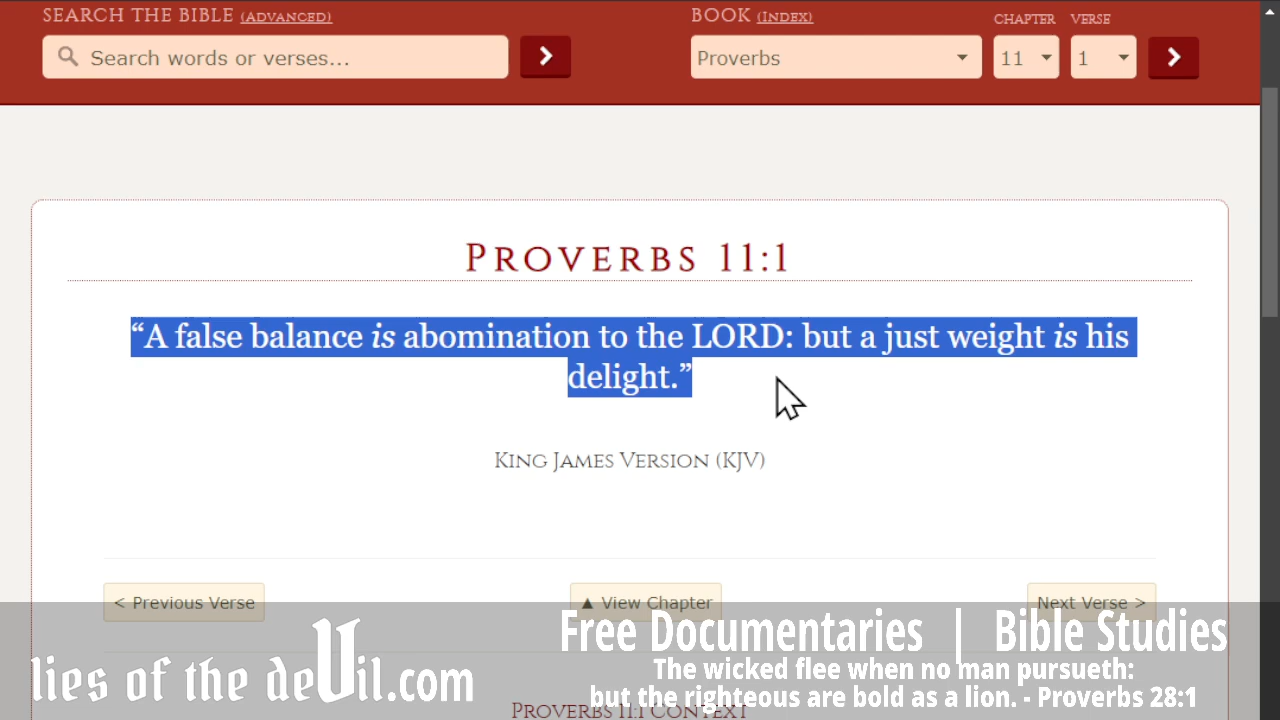 SEARCH THE BIBLE (ADVANCED)
BOOK (INDEX)
CHAPTER VERSE
Search words or verses...
Proverbs
11
1
PROVERBS 11:1
“A false balance is abomination to the LORD: but a just weight is his
delight.”
KING JAMES VERSION (KJV)
< Previous Verse
▲ View Chapter
Next Verse >
Free Documentaries | Bible Studies
The wicked flee when no man pursueth:
but the righteous are bold as a lion. - Proverbs 28:1
lies of the deUil.com
PROVERBS 11:1 CONTEXT